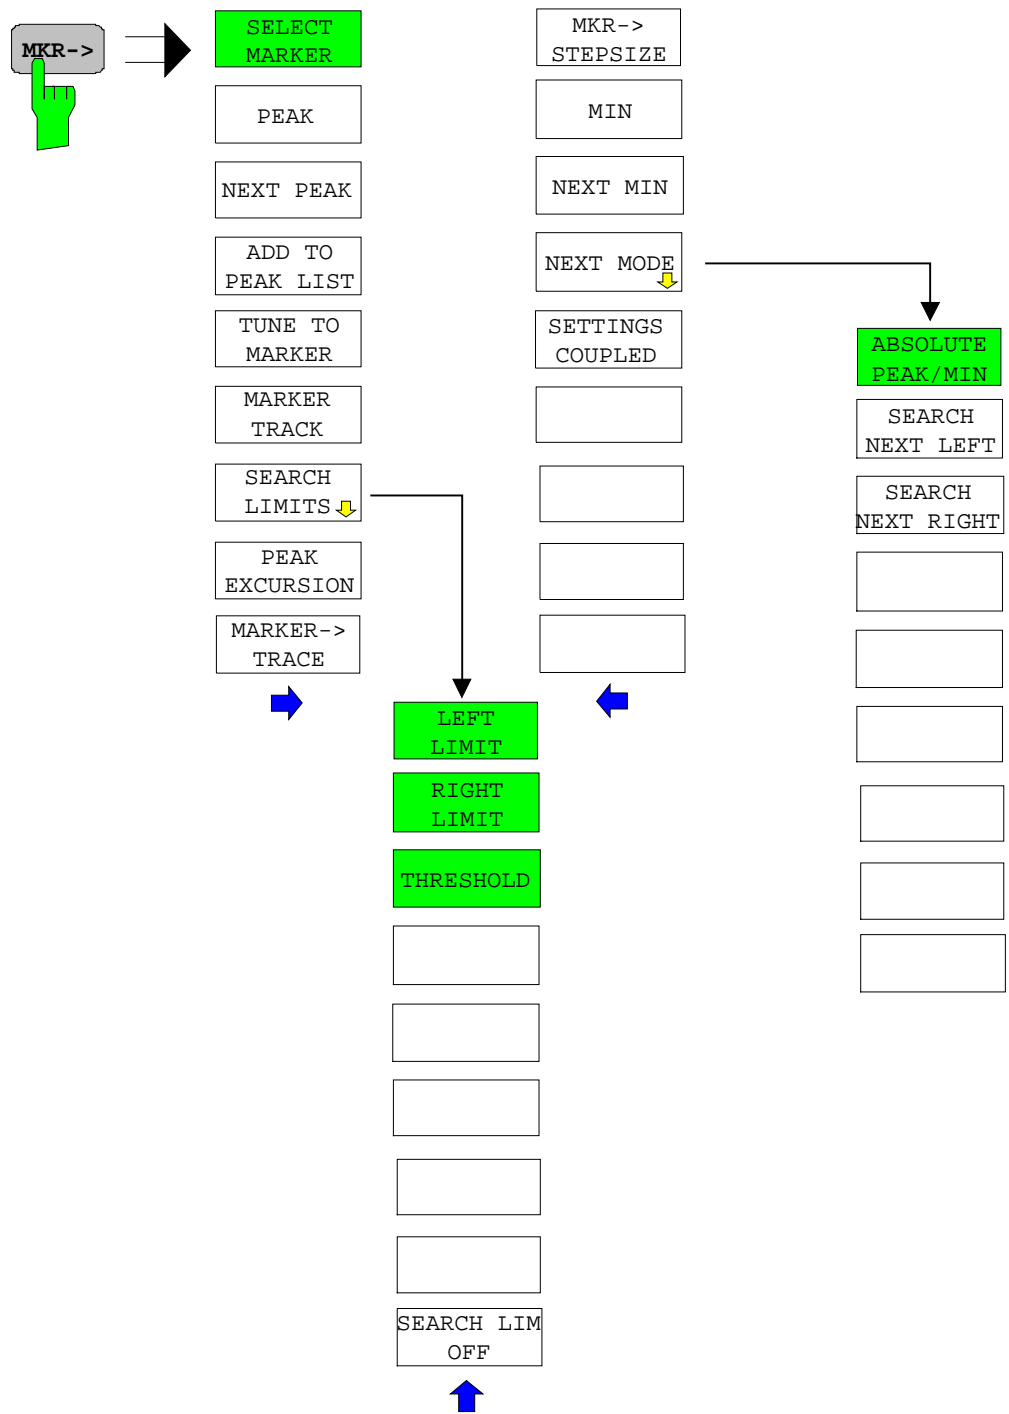 MKR->
SELECT
MARKER
PEAK
NEXT PEAK
ADD TO
PEAK LIST
TUNE TO
MARKER
MARKER
TRACK
SEARCH
LIMITS
PEAK
EXCURSION
MARKER->
TRACE
MKR->
STEPSIZE
MIN
NEXT MIN
NEXT MODE
SETTINGS
COUPLED
ABSOLUTE
PEAK/MIN
SEARCH
NEXT LEFT
SEARCH
NEXT RIGHT
LEFT
LIMIT
RIGHT
LIMIT
THRESHOLD
SEARCH LIM
OFF